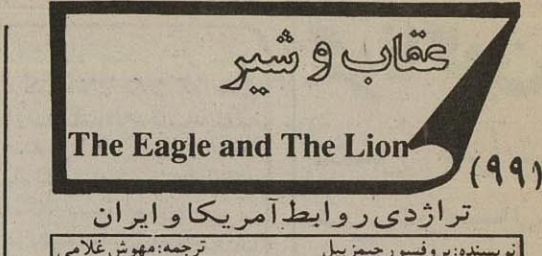 عقاب و شیر
The Eagle and The Lion
(۹۹)
تراژدی روابط آمریکا و ایران
نویسنده: پروفسور جیمز بیل ترجمه: مهوش غلامی